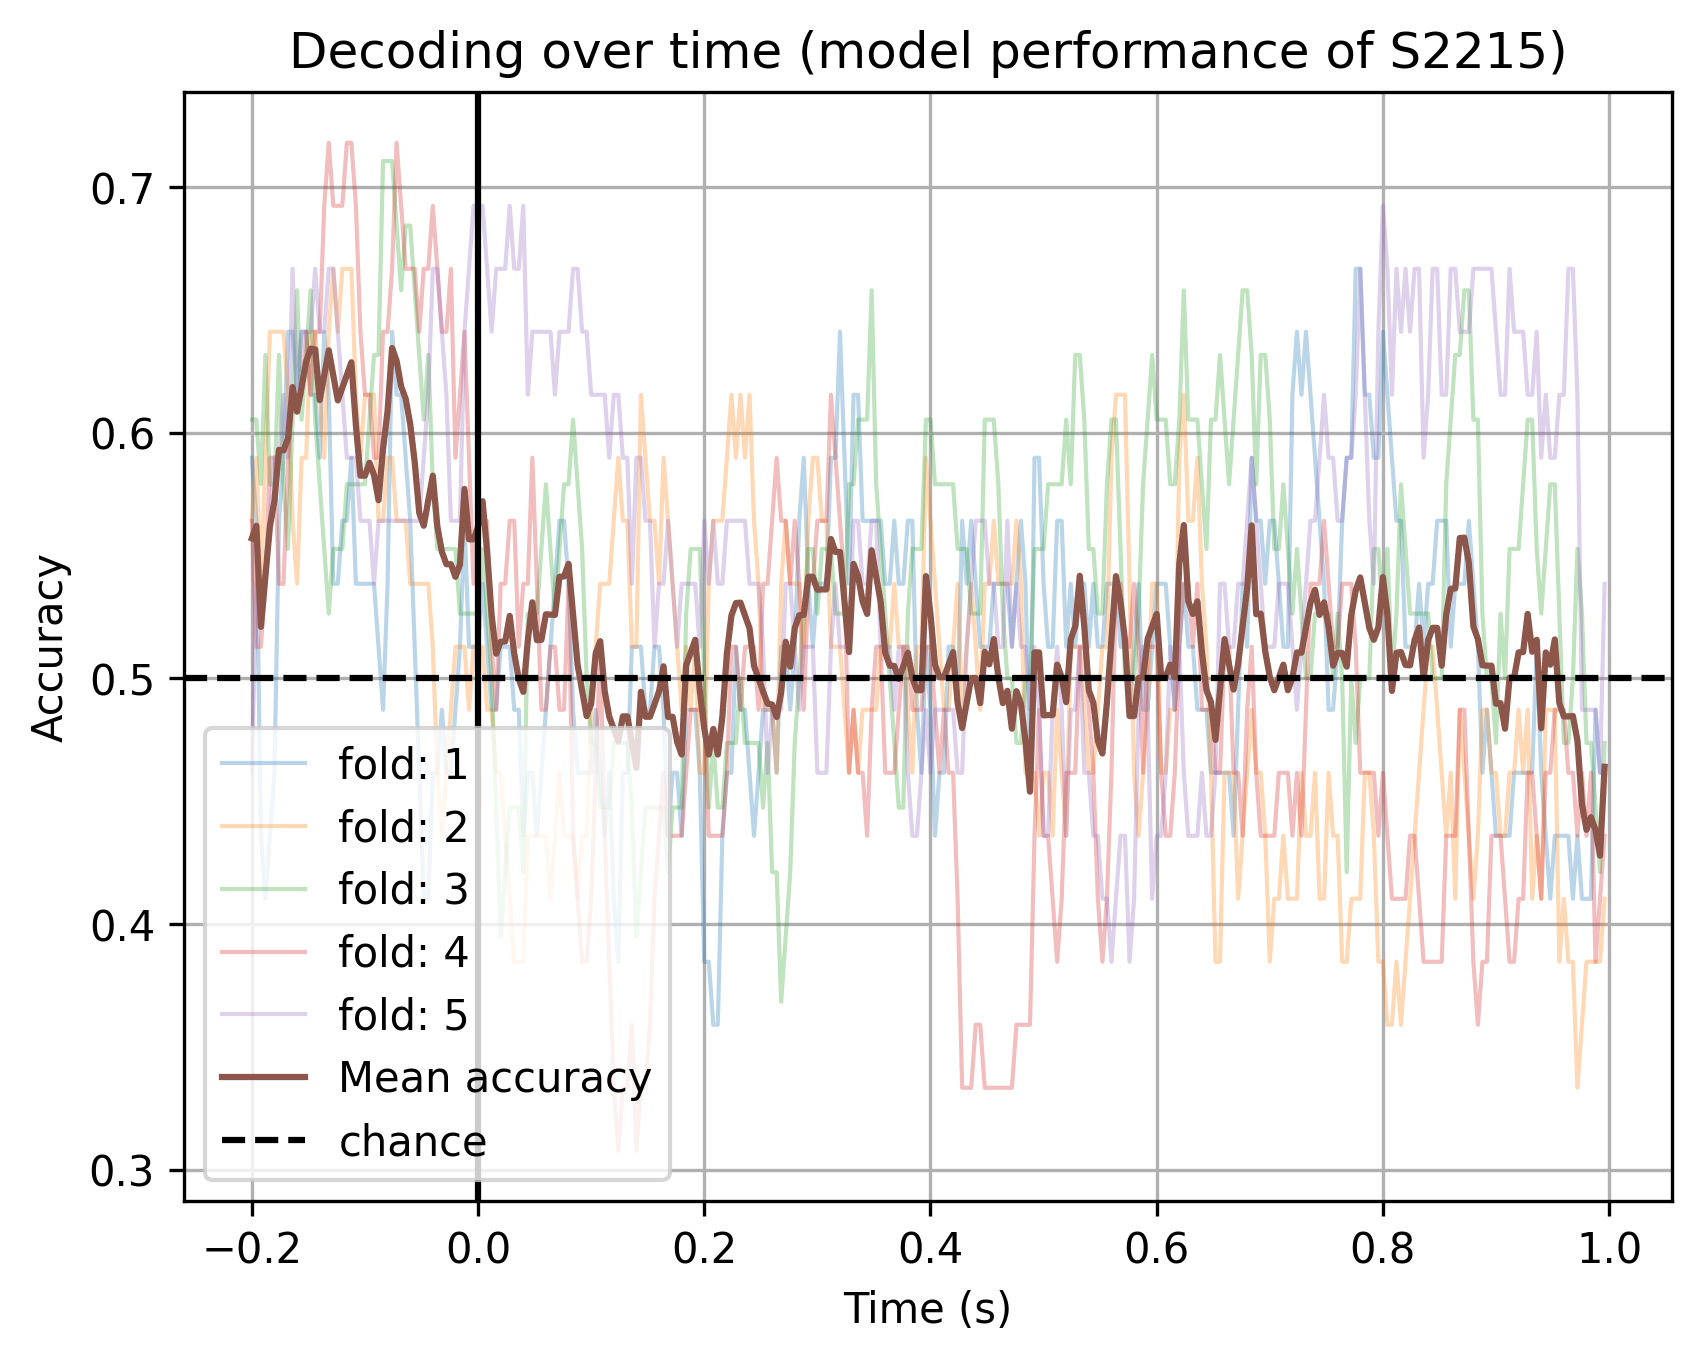 Decoding over time (model performance of S2215)
Accuracy
0.7
0.6
0.5
0.4
0.3
fold: 1
fold: 2
fold: 3
fold: 4
fold: 5
Mean accuracy
chance
−0.2 0.0 0.2 0.4 0.6 0.8 1.0
Time (s)